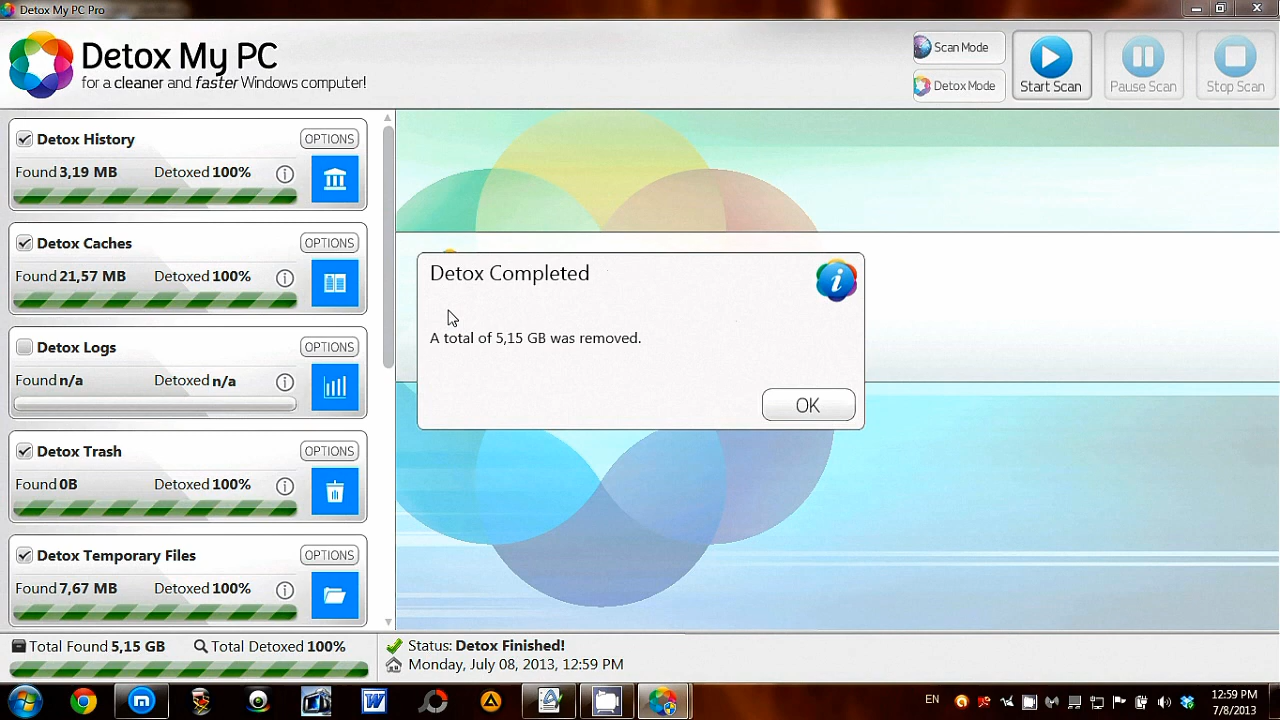 Detox My PC Pro
Detox My PC
for a cleaner and faster Windows computer!
Scan Mode
Detox Mode
Start Scan
Pause Scan
Stop Scan
Detox History
OPTIONS
Found 3,19 MB
Detoxed 100%
Detox Caches
OPTIONS
Found 21,57 MB
Detoxed 100%
Detox Logs
OPTIONS
Found n/a
Detoxed n/a
Detox Trash
OPTIONS
Found 0B
Detoxed 100%
Detox Temporary Files
OPTIONS
Found 7,67 MB
Detoxed 100%
Detox Completed
A total of 5,15 GB was removed.
OK
Total Found 5,15 GB
Total Detoxed 100%
Status: Detox Finished!
Monday, July 08, 2013, 12:59 PM
EN
12:59 PM
7/8/2013